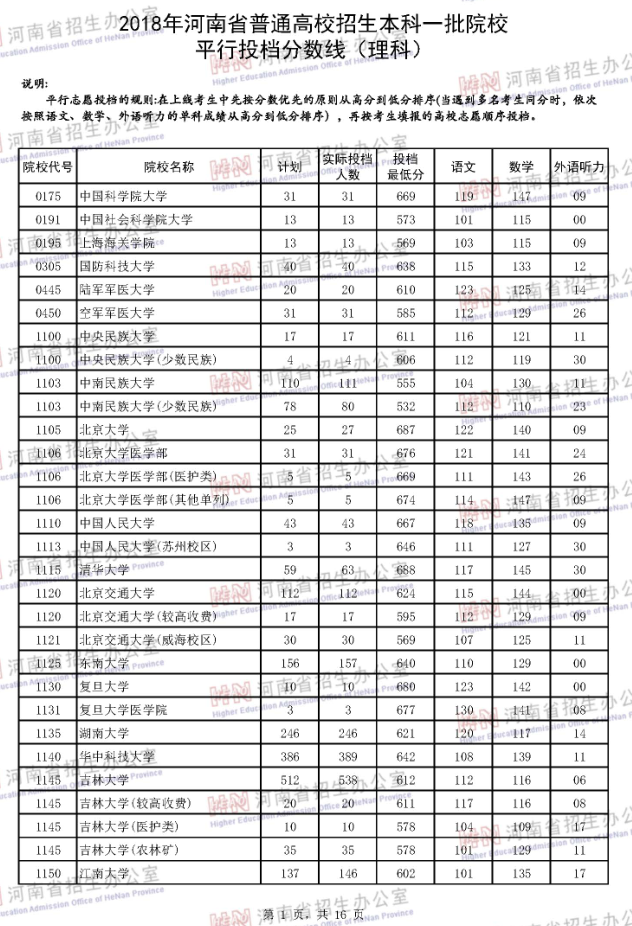 2018年河南省普通高校招生本科一批院校
平行投档分数线（理科）
说明:
平行志愿投档的规则:在上线考生中先按分数优先的原则从高分到低分排序(当遇到多名考生同分时，依次
按照语文、数学、外语听力的单科成绩从高分到低分排序），再按考生填报的高校志愿顺序投档。
院校代号 院校名称 计划 实际投档人数 投档最低分 语文 数学 外语听力
0175 中国科学院大学 31 31 669 119 147 09
0191 中国社会科学院大学 13 13 573 101 115 00
0195 上海海关学院 13 13 569 103 115 09
0305 国防科技大学 40 40 638 115 133 12
0445 陆军军医大学 20 20 610 123 125 14
0450 空军军医大学 31 31 585 112 129 26
1100 中央民族大学 17 17 611 116 121 11
1100 中央民族大学(少数民族) 4 4 606 112 119 30
1103 中南民族大学 110 111 555 104 130 11
1103 中南民族大学(少数民族) 78 80 532 112 110 23
1105 北京大学 25 27 687 122 140 09
1106 北京大学医学部 31 31 676 121 141 24
1106 北京大学医学部(医护类) 5 5 669 111 143 26
1106 北京大学医学部(其他单列) 5 5 674 114 147 09
1110 中国人民大学 43 43 667 118 135 09
1113 中国人民大学(苏州校区) 3 3 646 111 127 30
1115 清华大学 59 63 688 117 145 30
1120 北京交通大学 112 112 624 115 144 00
1120 北京交通大学(较高收费) 17 17 595 112 129 09
1121 北京交通大学(威海校区) 30 30 569 107 125 11
1125 东南大学 156 157 640 110 129 00
1130 复旦大学 10 10 680 123 142 00
1131 复旦大学医学院 3 3 677 130 141 08
1135 湖南大学 246 246 621 120 117 14
1140 华中科技大学 386 389 642 108 139 11
1145 吉林大学 512 538 612 112 116 06
1145 吉林大学(较高收费) 20 20 611 117 116 08
1145 吉林大学(医护类) 10 10 578 104 109 17
1145 吉林大学(农林矿) 35 35 578 101 129 11
1150 江南大学 137 146 602 101 135 17
第 1 页，共 16 页
河南省招生办公室
Higher Education Admission Office of HeNan Province